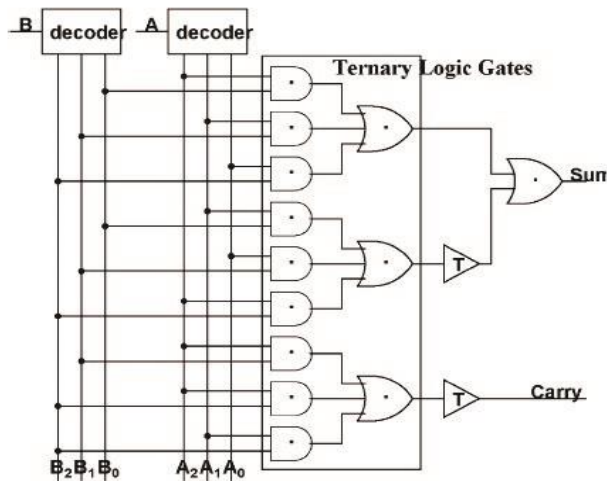 B decoder A decoder
Ternary Logic Gates
Sum
T
T Carry
B₂ B₁ B₀ A₂ A₁ A₀